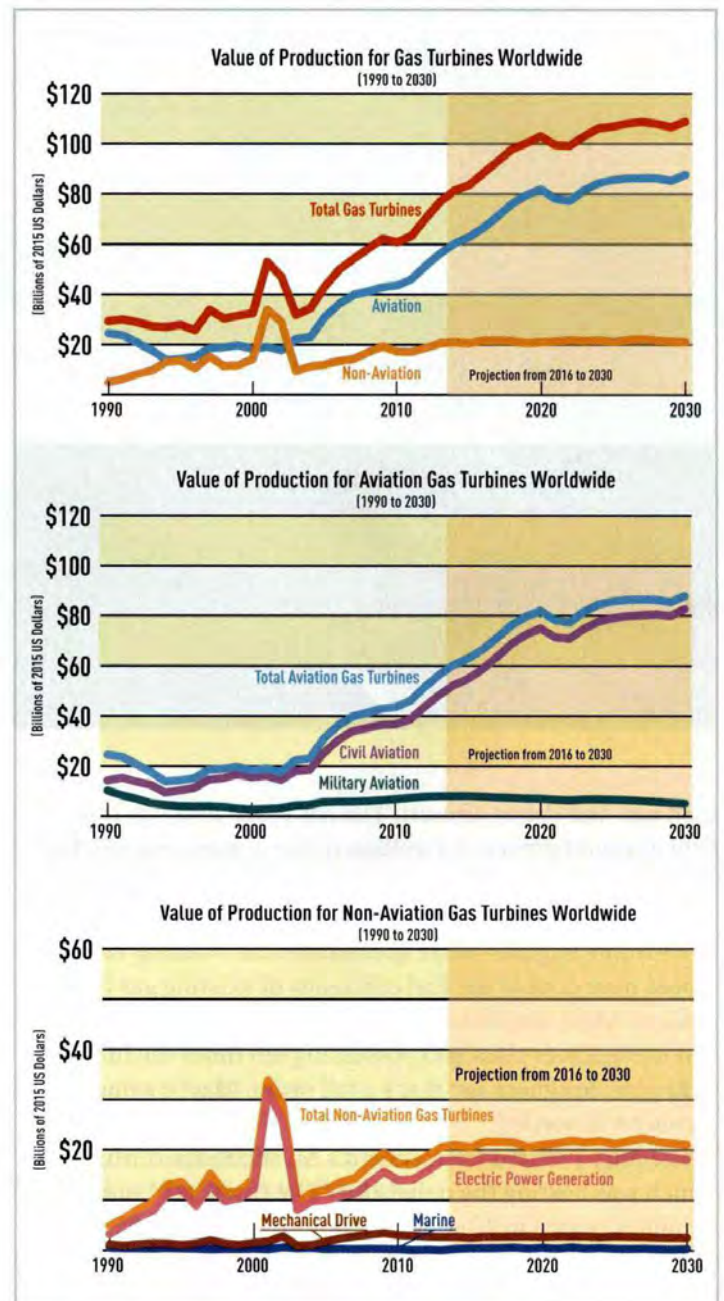 Value of Production for Gas Turbines Worldwide
(1990 to 2030)
(Billions of 2015 US Dollars)
$120
$100
$80
$60
$40
$20
Total Gas Turbines
Aviation
Non-Aviation
Projection from 2016 to 2030
1990
2000
2010
2020
2030
Value of Production for Aviation Gas Turbines Worldwide
(1990 to 2030)
(Billions of 2015 US Dollars)
$120
$100
$80
$60
$40
$20
Total Aviation Gas Turbines
Civil Aviation
Projection from 2016 to 2030
Military Aviation
1990
2000
2010
2020
2030
Value of Production for Non-Aviation Gas Turbines Worldwide
(1990 to 2030)
(Billions of 2015 US Dollars)
$60
$40
$20
Projection from 2016 to 2030
Total Non-Aviation Gas Turbines
Electric Power Generation
Mechanical Drive
Marine
1990
2000
2010
2020
2030